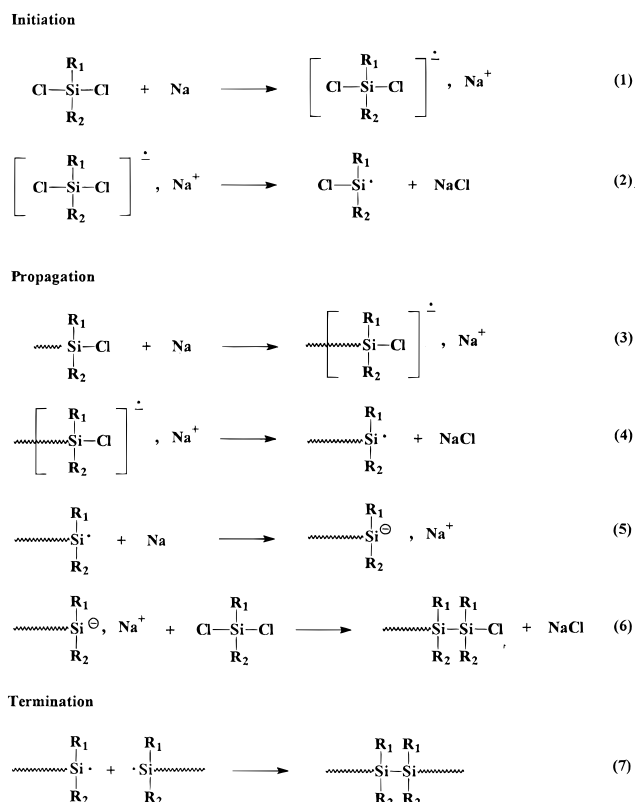 Initiation
R₁ R₁
Cl—Si—Cl + Na ⟶ [ Cl—Si—Cl ]•− , Na⁺ (1)
R₂ R₂
R₁ R₁
[ Cl—Si—Cl ]•− , Na⁺ ⟶ Cl—Si• + NaCl (2)
R₂ R₂
Propagation
R₁ R₁
Si—Cl + Na ⟶ [ Si—Cl ]•− , Na⁺ (3)
R₂ R₂
R₁ R₁
[ Si—Cl ]•− , Na⁺ ⟶ Si• + NaCl (4)
R₂ R₂
R₁ R₁
Si• + Na ⟶ Si⊖ , Na⁺ (5)
R₂ R₂
R₁ R₁ R₁ R₁
Si⊖, Na⁺ + Cl—Si—Cl ⟶ Si—Si—Cl + NaCl (6)
R₂ R₂ R₂ R₂
Termination
R₁ R₁ R₁ R₁
Si• + •Si ⟶ Si—Si (7)
R₂ R₂ R₂ R₂